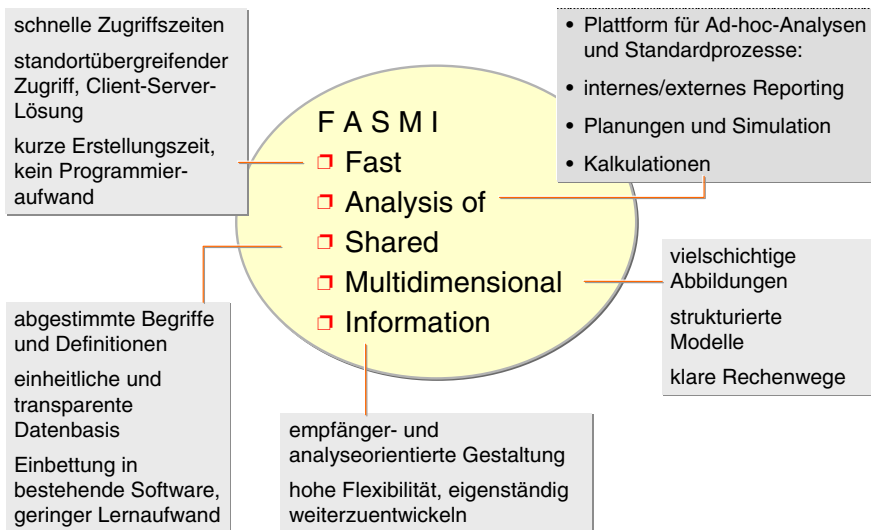 schnelle Zugriffszeiten
standortübergreifender
Zugriff, Client-Server-
Lösung
kurze Erstellungszeit,
kein Programmier-
aufwand
• Plattform für Ad-hoc-Analysen
und Standardprozesse:
• internes/externes Reporting
• Planungen und Simulation
• Kalkulationen
F A S M I
❐ Fast
❐ Analysis of
❐ Shared
❐ Multidimensional
❐ Information
vielschichtige
Abbildungen
strukturierte
Modelle
klare Rechenwege
abgestimmte Begriffe
und Definitionen
einheitliche und
transparente
Datenbasis
Einbettung in
bestehende Software,
geringer Lernaufwand
empfänger- und
analyseorientierte Gestaltung
hohe Flexibilität, eigenständig
weiterzuentwickeln